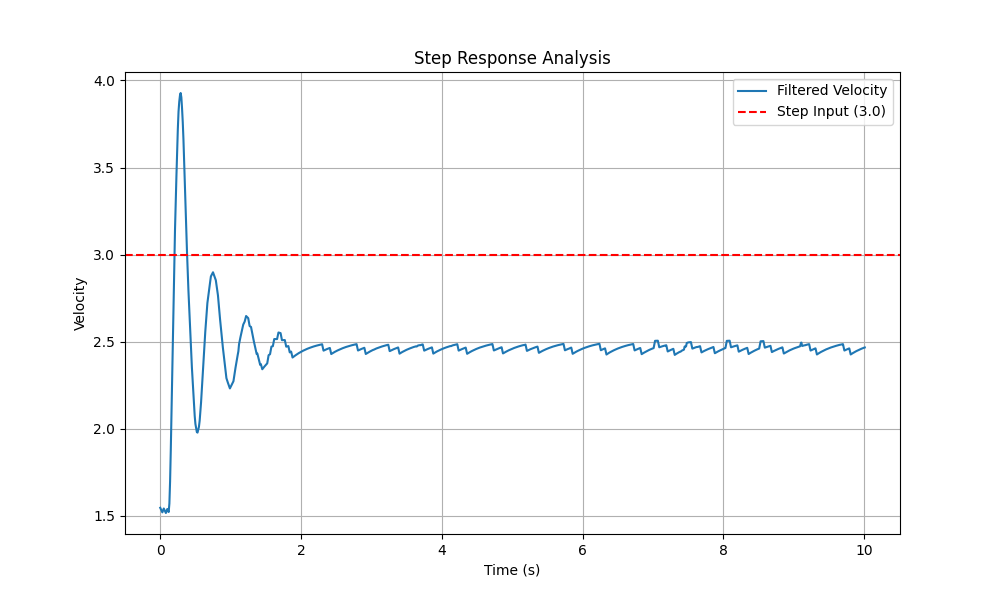 Step Response Analysis
Filtered Velocity
Step Input (3.0)
Velocity
4.0
3.5
3.0
2.5
2.0
1.5
0
2
4
6
8
10
Time (s)